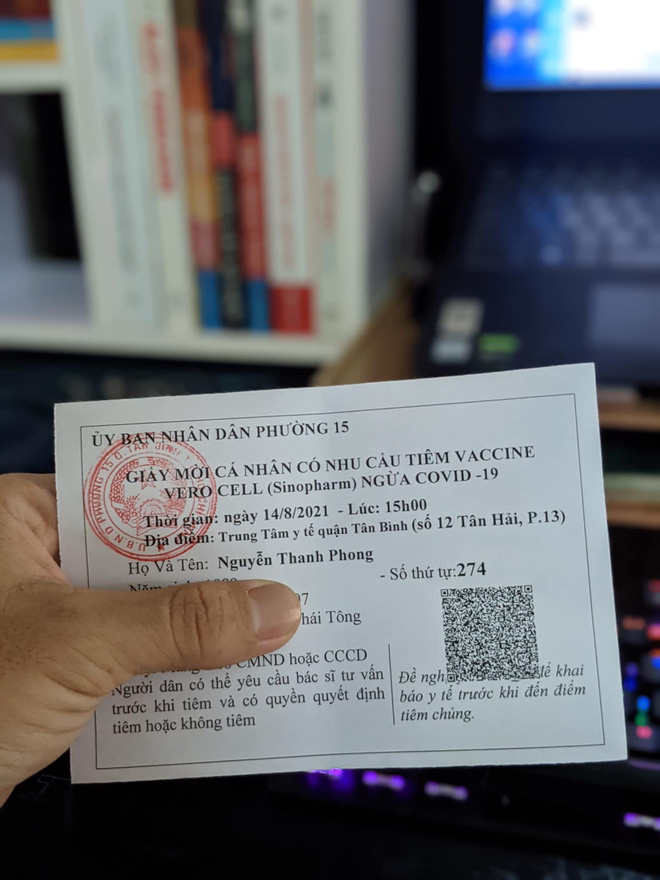 ỦY BAN NHÂN DÂN PHƯỜNG 15
GIẤY MỜI CÁ NHÂN CÓ NHU CẦU TIÊM VACCINE
VERO CELL (Sinopharm) NGỪA COVID -19
Thời gian: ngày 14/8/2021 - Lúc: 15h00
Địa điểm: Trung Tâm y tế quận Tân Bình (số 12 Tân Hải, P.13)
Họ Và Tên: Nguyễn Thanh Phong
- Số thứ tự:274
Năm sinh:
hái Tông
CMND hoặc CCCD
Người dân có thể yêu cầu bác sĩ tư vấn
trước khi tiêm và có quyền quyết định
tiêm hoặc không tiêm
Đề ngh để khai
báo y tế trước khi đến điểm
tiêm chủng.